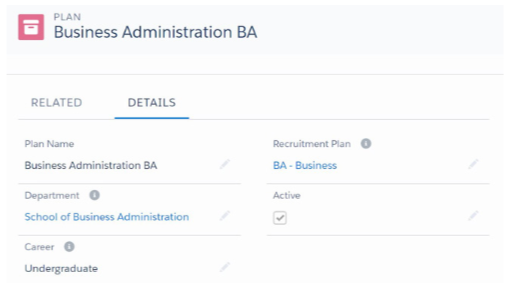 PLAN
Business Administration BA
RELATED DETAILS
Plan Name
Business Administration BA
Recruitment Plan
BA - Business
Department
School of Business Administration
Active
Career
Undergraduate